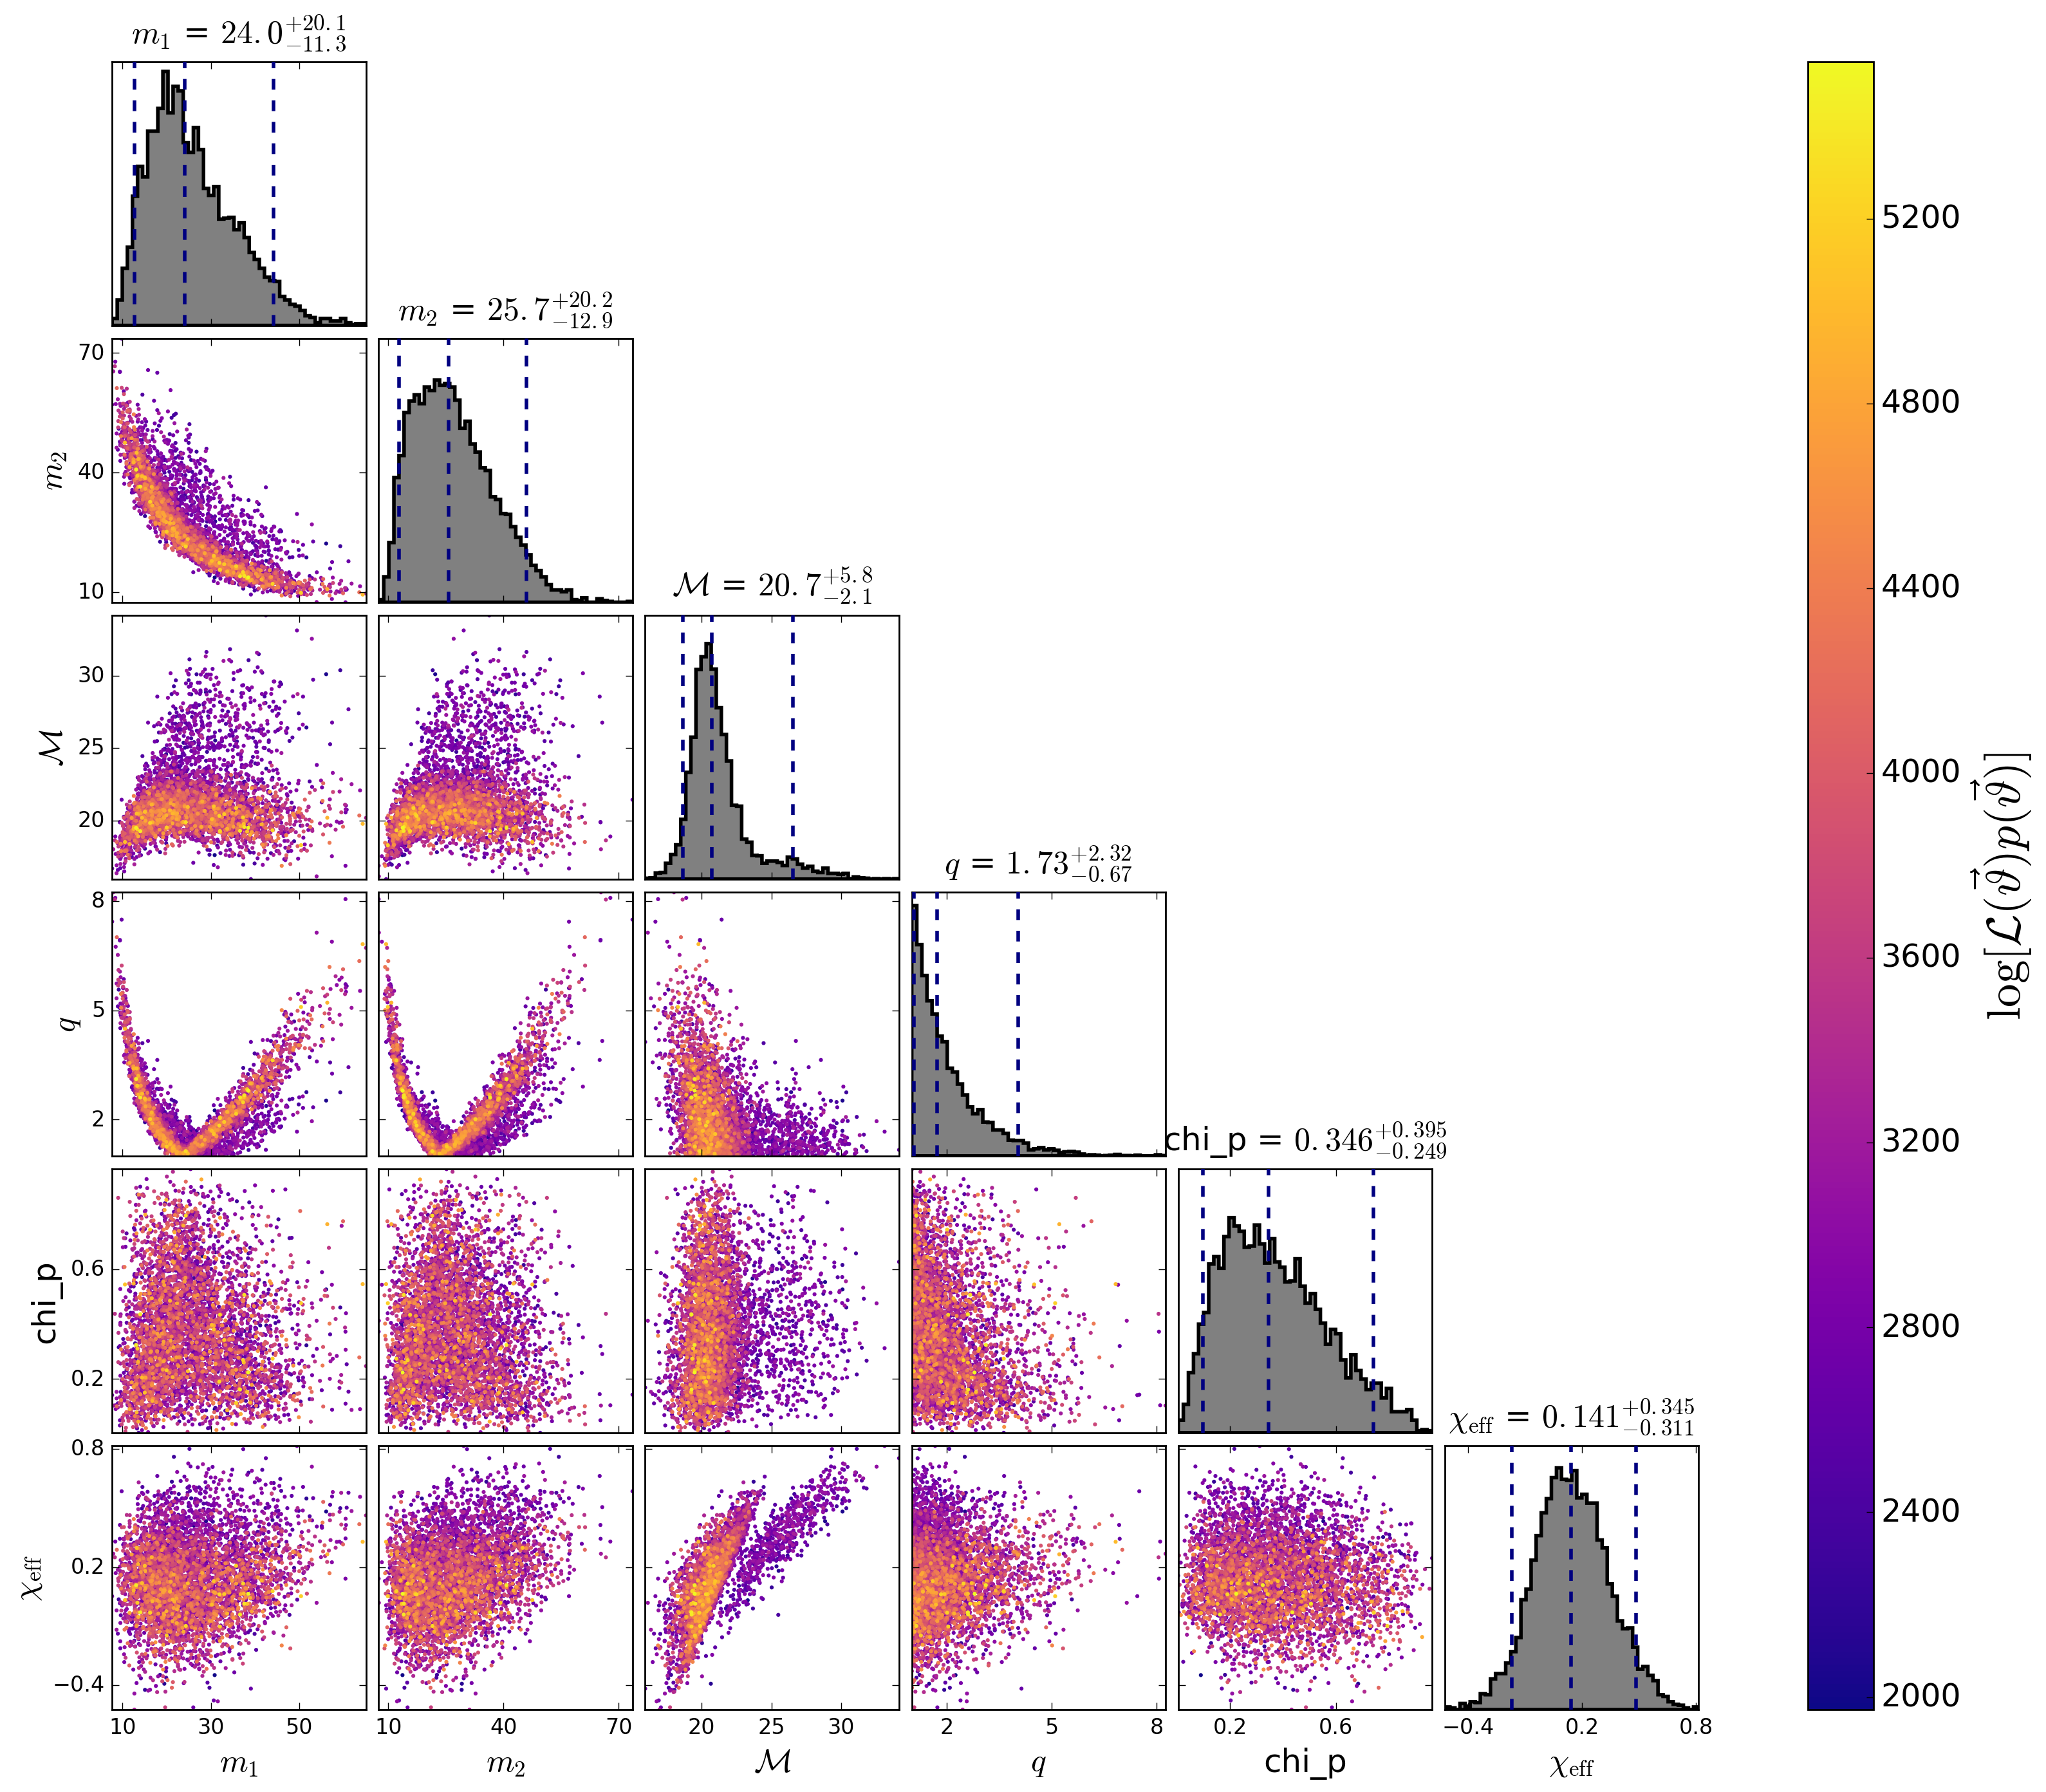 m₁ = 24.0⁺²⁰·¹₋₁₁.₃
m₂ = 25.7⁺²⁰·²₋₁₂.₉
70
40
10
m₂
ℳ = 20.7⁺⁵·⁸₋₂.₁
30
25
20
ℳ
q = 1.73⁺²·³²₋₀.₆₇
8
5
2
q
chi_p = 0.346⁺⁰·³⁹⁵₋₀.₂₄₉
0.6
0.2
chi_p
χeff = 0.141⁺⁰·³⁴⁵₋₀.₃₁₁
0.8
0.2
−0.4
χeff
10 30 50
m₁
10 40 70
m₂
20 25 30
ℳ
2 5 8
q
0.2 0.6
chi_p
−0.4 0.2 0.8
χeff
5200
4800
4400
4000
3600
3200
2800
2400
2000
log[ℒ(ϑ⃗)p(ϑ⃗)]